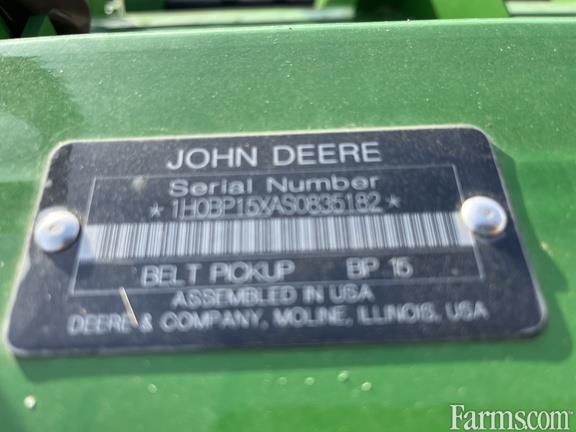 JOHN DEERE
Serial Number
* 1H0BP15XAS0835182 *
BELT PICKUP BP 15
ASSEMBLED IN USA
DEERE & COMPANY, MOLINE, ILLINOIS, USA
Farms.com®